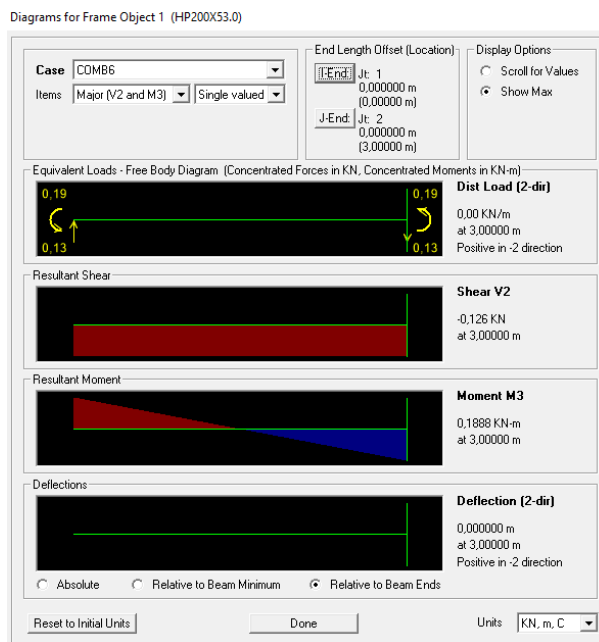 Diagrams for Frame Object 1 (HP200X53.0)
Case COMB6
Items Major (V2 and M3) Single valued
End Length Offset (Location)
I-End: Jt: 1
0,000000 m
(0,00000 m)
J-End: Jt: 2
0,000000 m
(3,00000 m)
Display Options
Scroll for Values
Show Max
Equivalent Loads - Free Body Diagram (Concentrated Forces in KN, Concentrated Moments in KN-m)
0,19 0,19
0,13 0,13
Dist Load (2-dir)
0,00 KN/m
at 3,00000 m
Positive in -2 direction
Resultant Shear
Shear V2
-0,126 KN
at 3,00000 m
Resultant Moment
Moment M3
0,1888 KN-m
at 3,00000 m
Deflections
Deflection (2-dir)
0,000000 m
at 3,00000 m
Positive in -2 direction
Absolute Relative to Beam Minimum Relative to Beam Ends
Reset to Initial Units Done Units KN, m, C